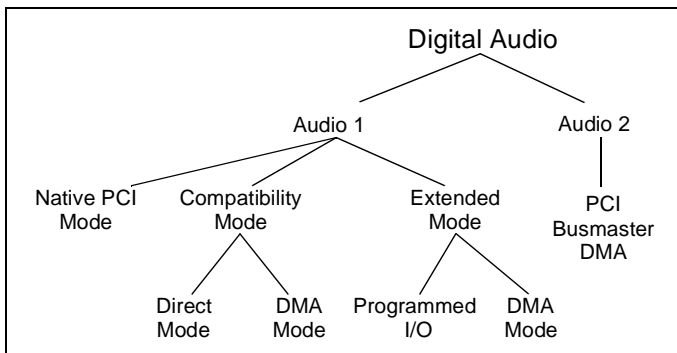 Digital Audio
Audio 1
Audio 2
Native PCI
Mode
Compatibility
Mode
Extended
Mode
PCI
Busmaster
DMA
Direct
Mode
DMA
Mode
Programmed
I/O
DMA
Mode